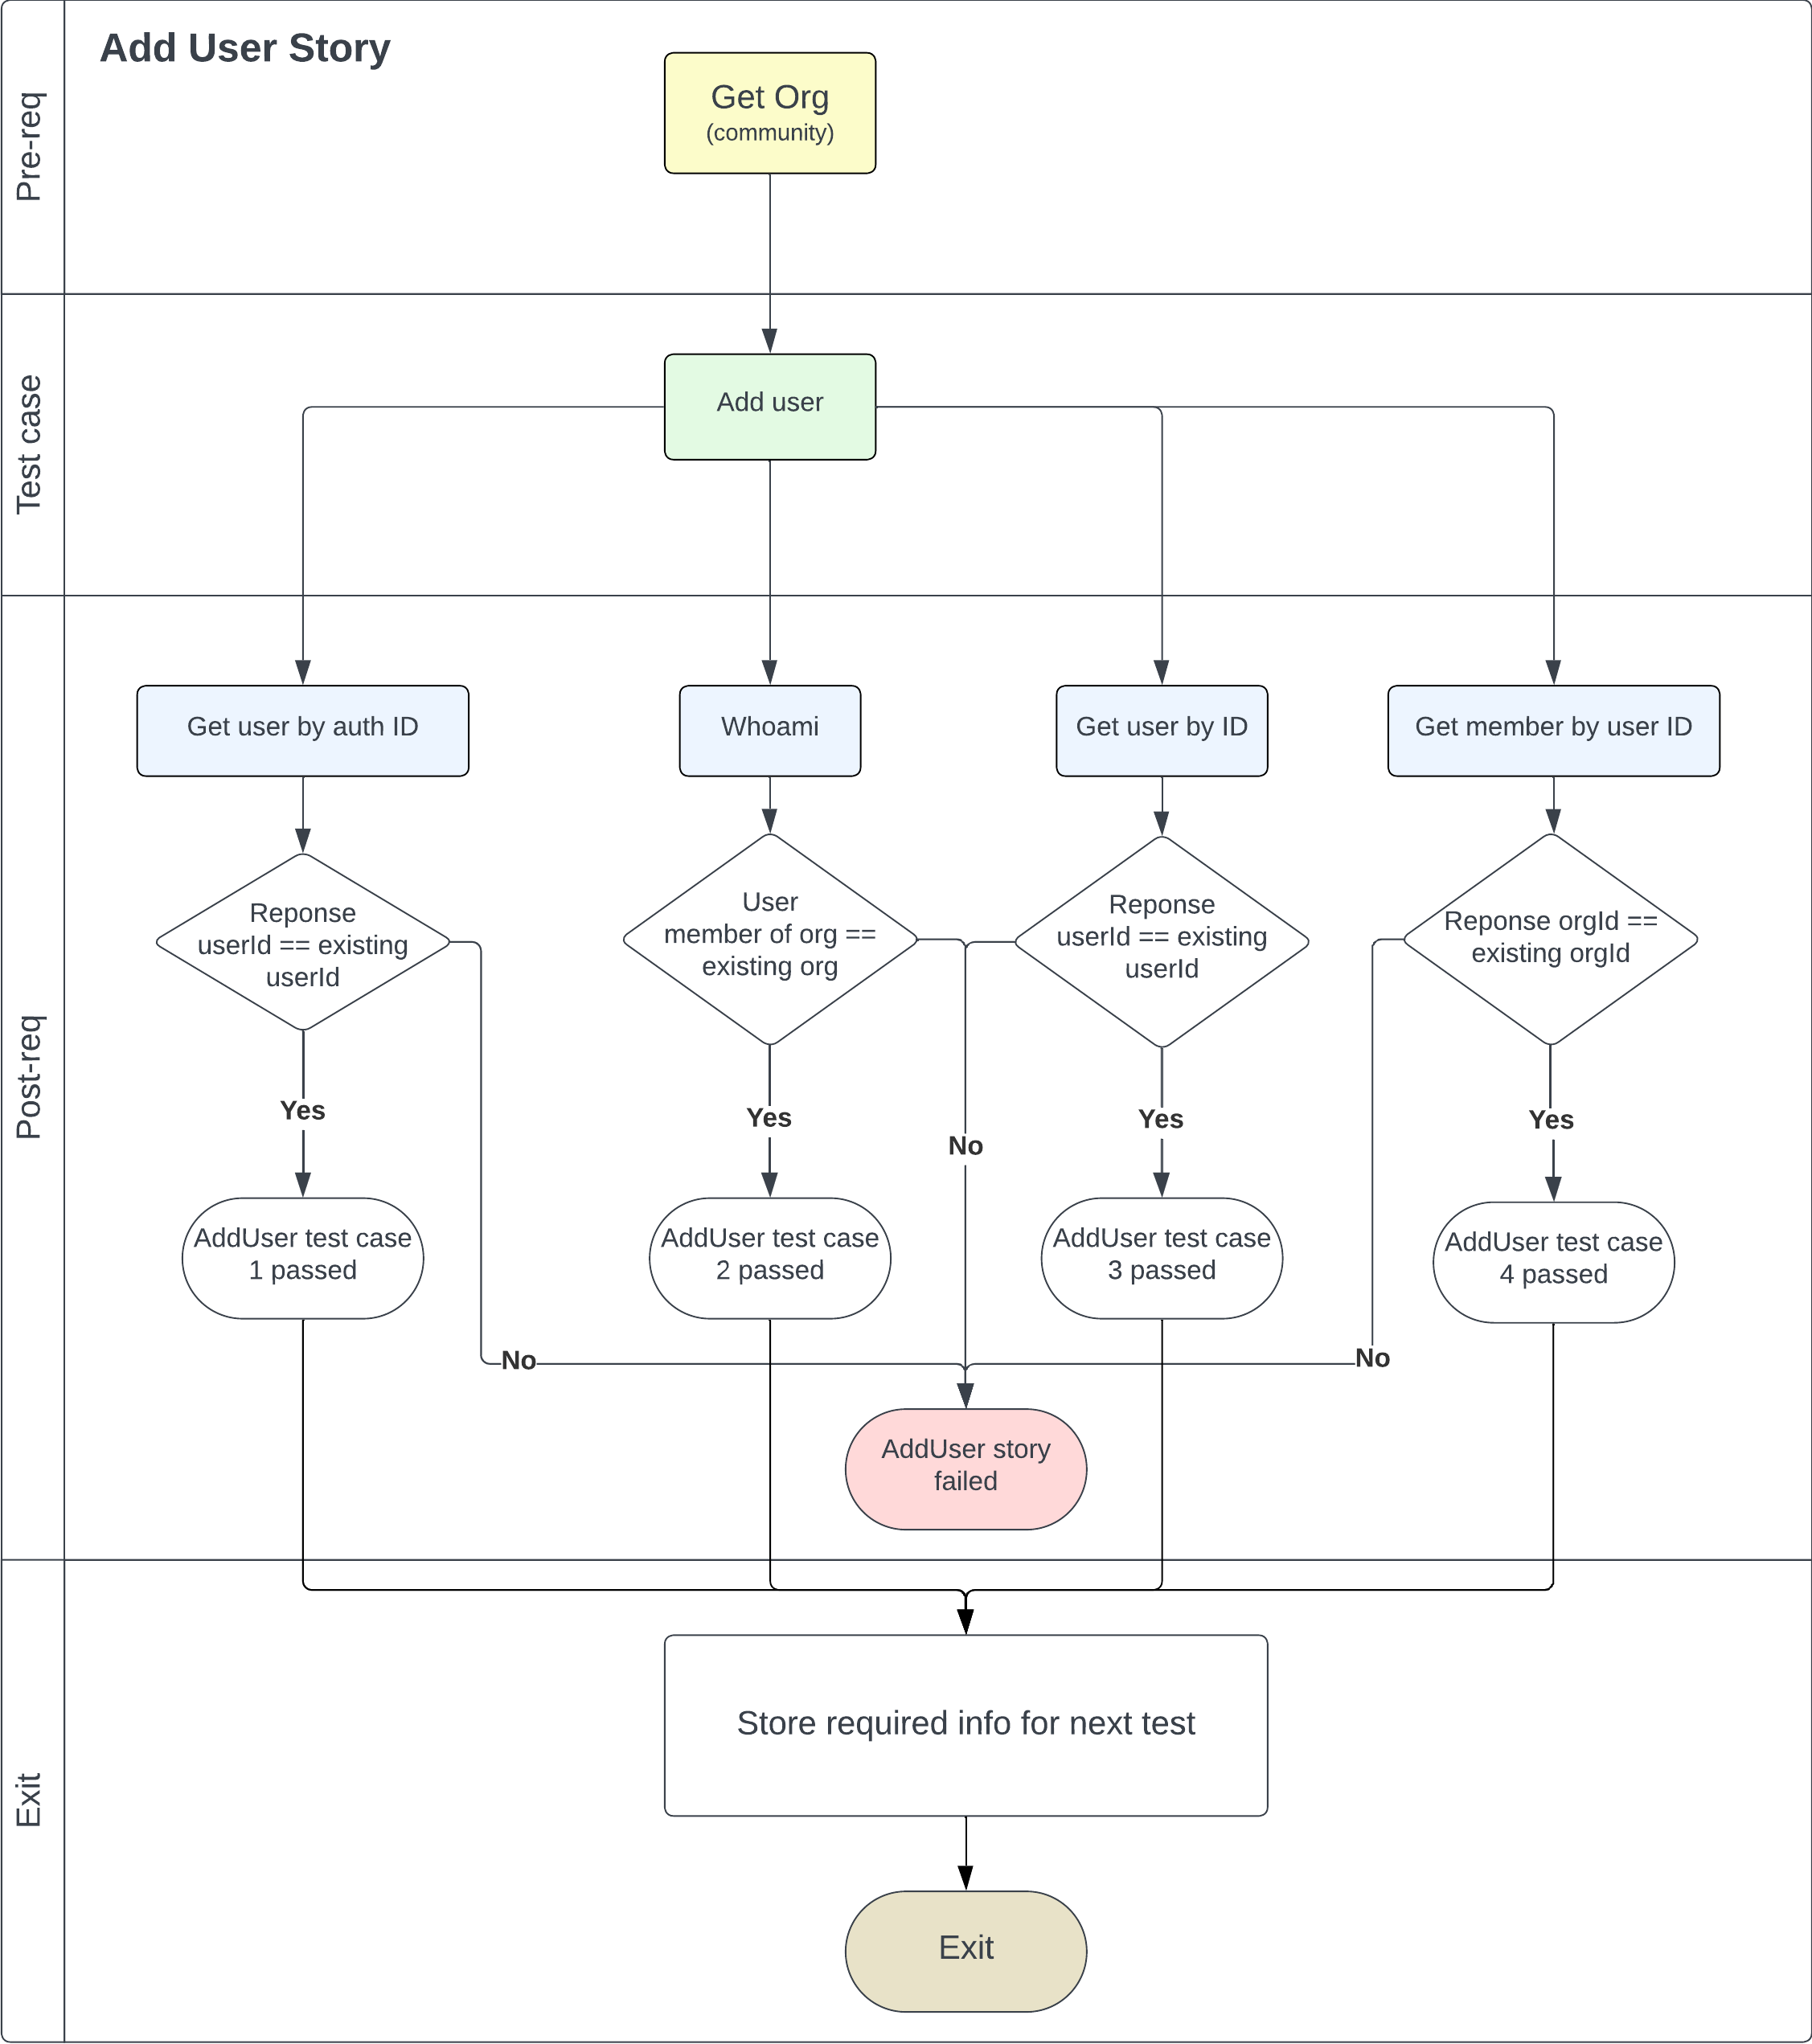 Add User Story
Pre-req
Get Org
(community)
Test case
Add user
Post-req
Get user by auth ID
Whoami
Get user by ID
Get member by user ID
Reponse
userId == existing
userId
User
member of org ==
existing org
Reponse
userId == existing
userId
Reponse orgId ==
existing orgId
Yes
Yes
No
Yes
Yes
AddUser test case
1 passed
AddUser test case
2 passed
AddUser test case
3 passed
AddUser test case
4 passed
No
No
AddUser story
failed
Exit
Store required info for next test
Exit